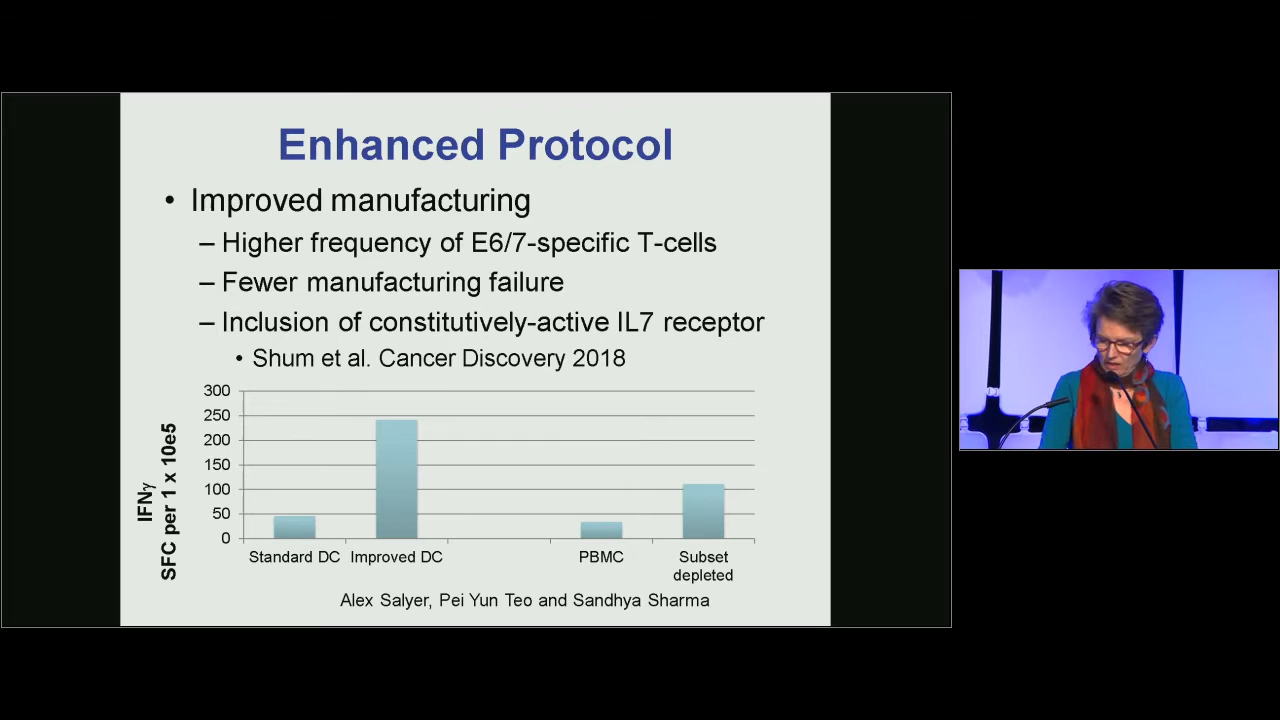 Enhanced Protocol
• Improved manufacturing
– Higher frequency of E6/7-specific T-cells
– Fewer manufacturing failure
– Inclusion of constitutively-active IL7 receptor
• Shum et al. Cancer Discovery 2018
300
250
200
150
100
50
0
IFNγ
SFC per 1 x 10e5
Standard DC
Improved DC
PBMC
Subset
depleted
Alex Salyer, Pei Yun Teo and Sandhya Sharma